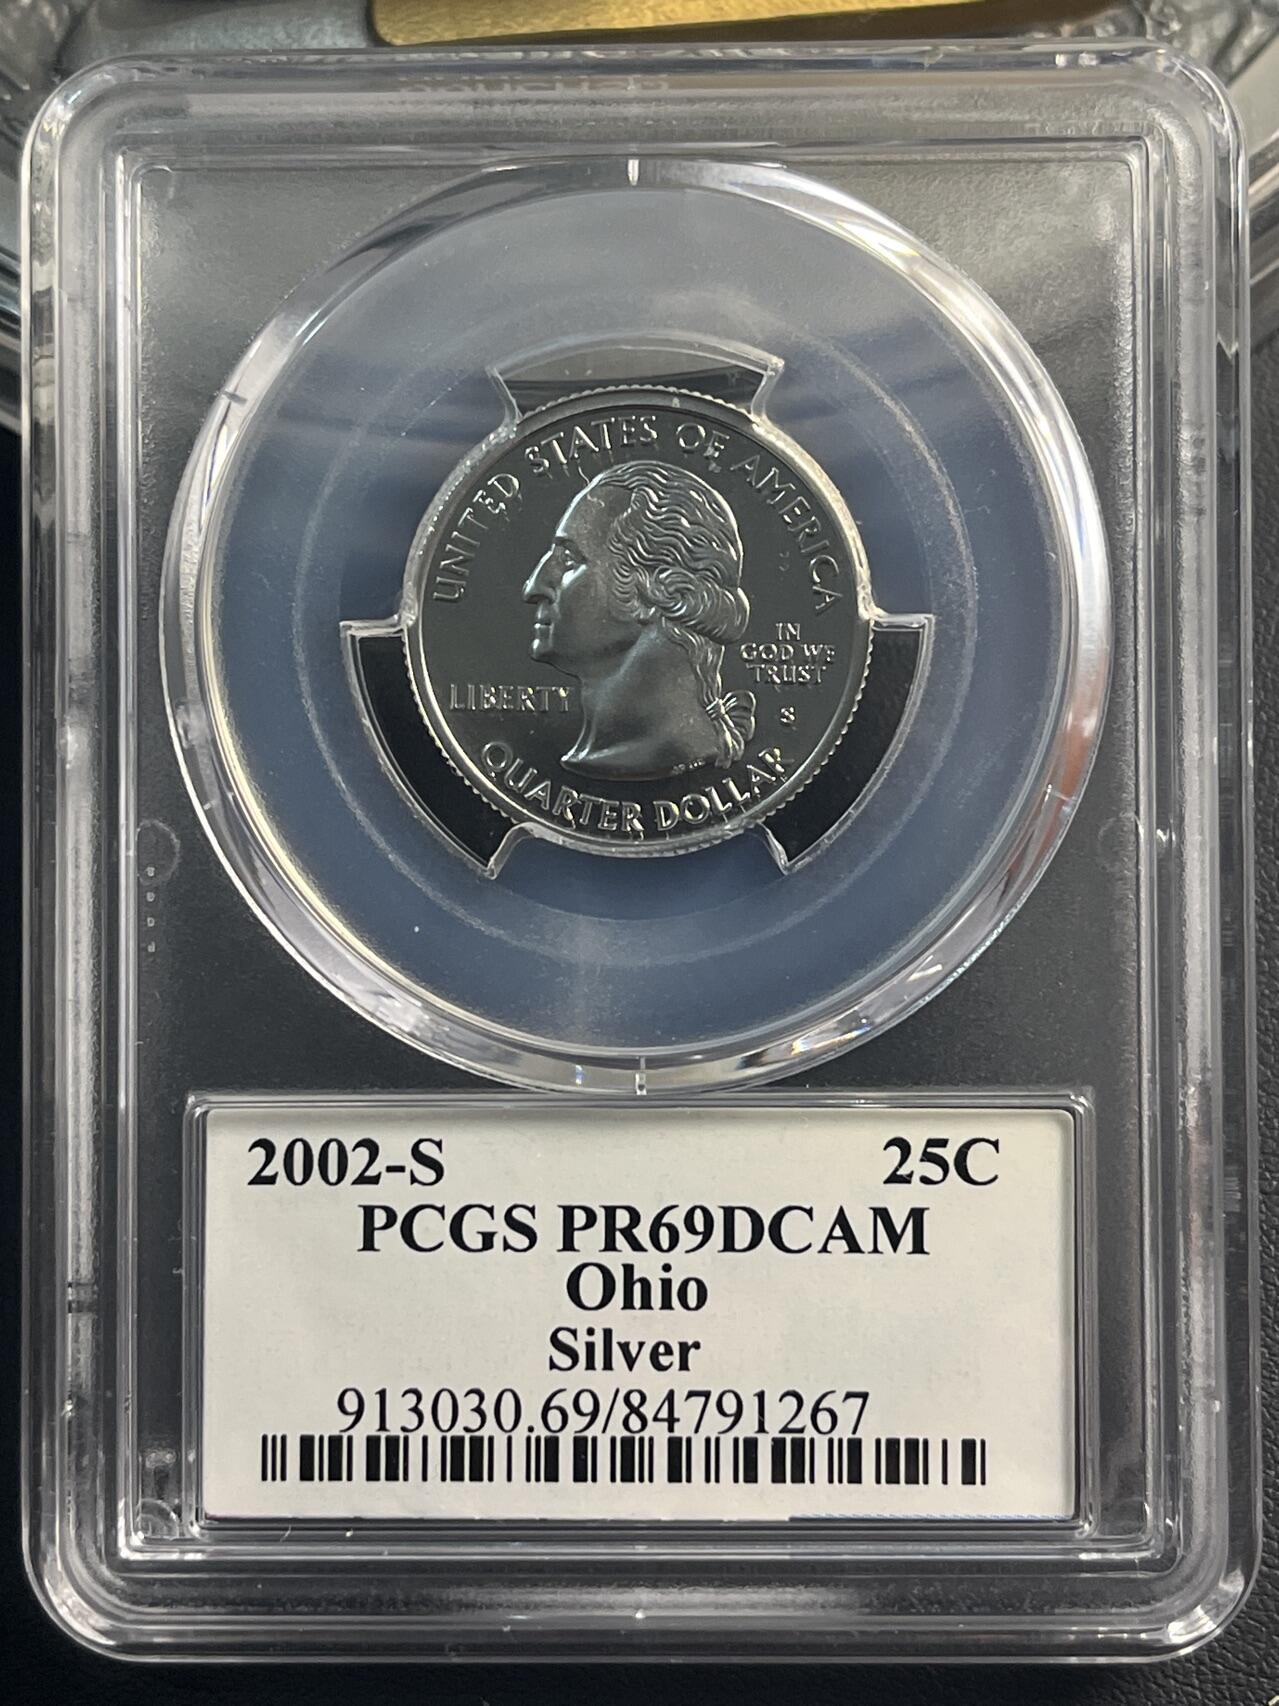 UNITED STATES OF AMERICA
IN
GOD WE
TRUST
LIBERTY
S
QUARTER DOLLAR
2002-S 25C
PCGS PR69DCAM
Ohio
Silver
913030.69/84791267